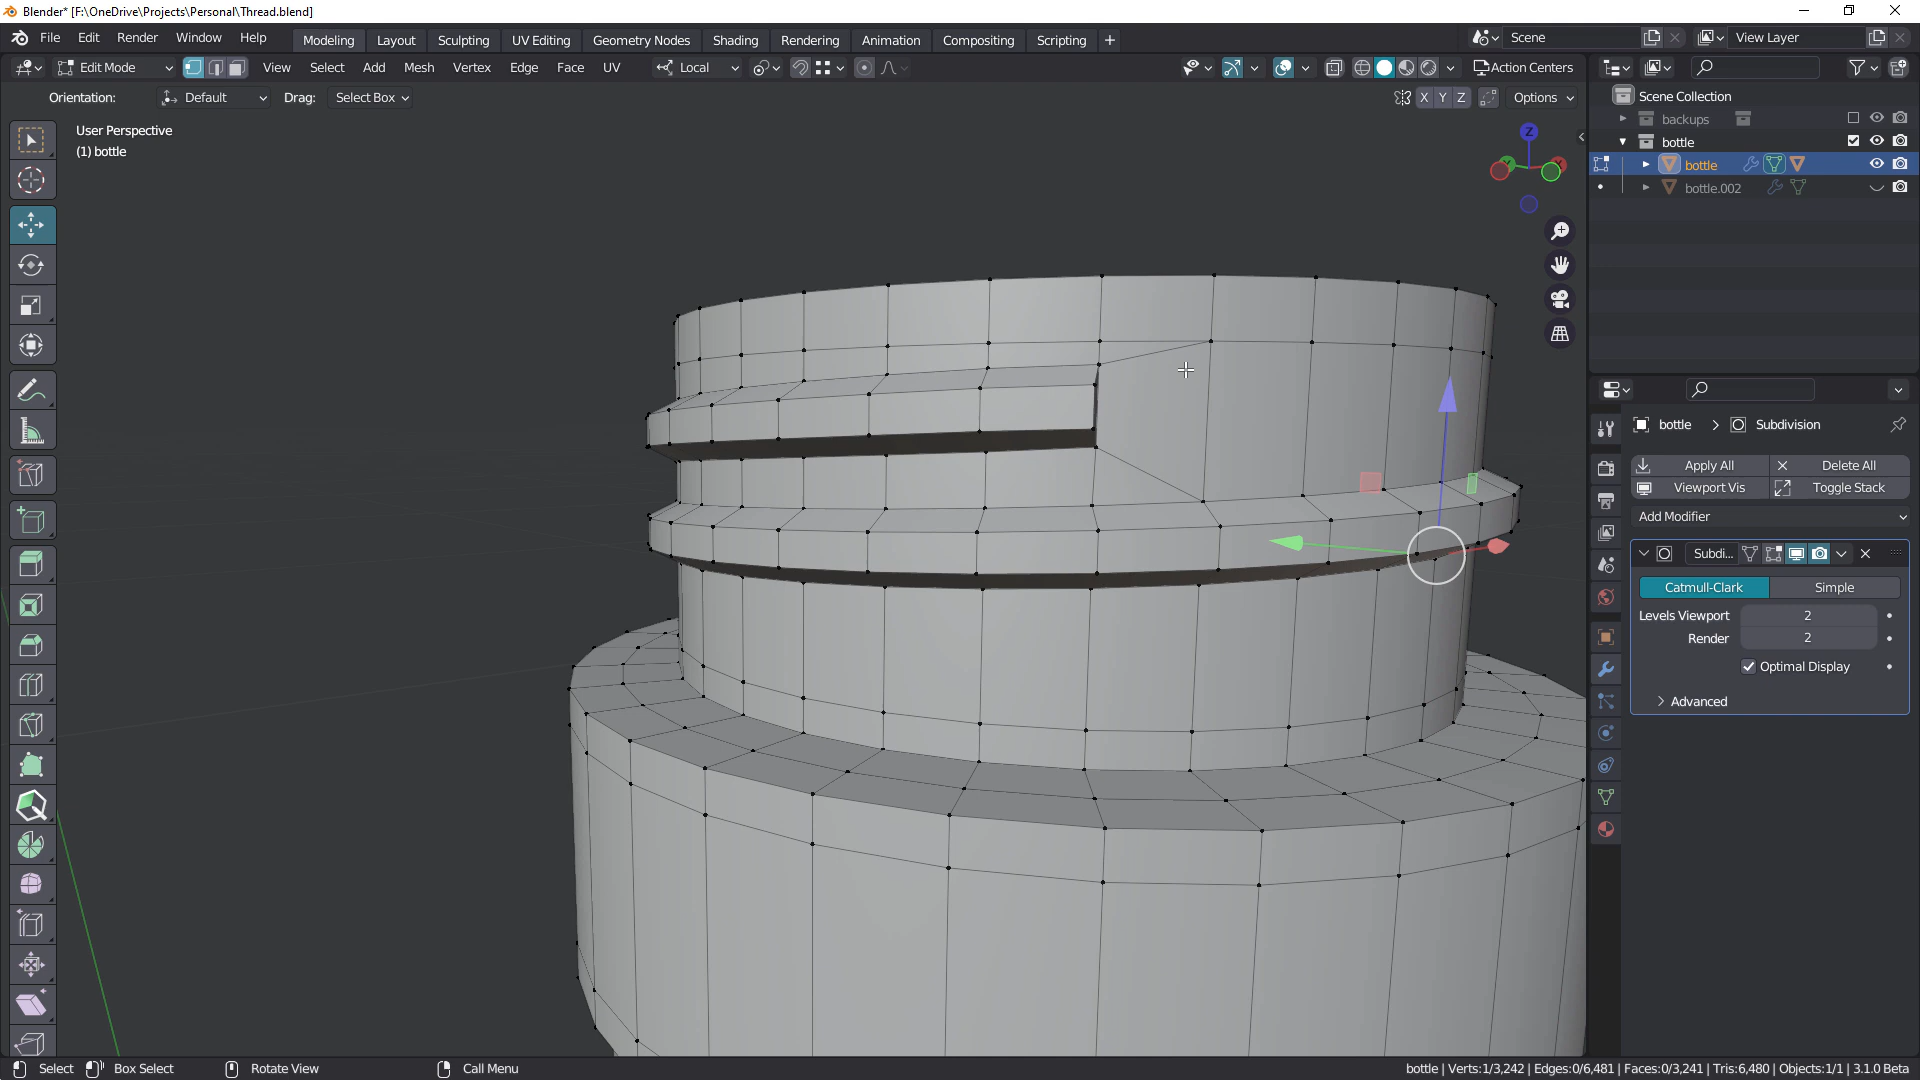 Blender* [F:\OneDrive\Projects\Personal\Thread.blend]
File Edit Render Window Help Modeling Layout Sculpting UV Editing Geometry Nodes Shading Rendering Animation Compositing Scripting + Scene View Layer
Edit Mode View Select Add Mesh Vertex Edge Face UV Local Action Centers
Orientation: Default Drag: Select Box X Y Z Options
User Perspective
(1) bottle
Z
Scene Collection
backups
bottle
bottle
bottle.002
bottle > Subdivision
Apply All Delete All
Viewport Vis Toggle Stack
Add Modifier
Subdi...
Catmull-Clark Simple
Levels Viewport 2
Render 2
Optimal Display
Advanced
Select Box Select Rotate View Call Menu bottle | Verts:1/3,242 | Edges:0/6,481 | Faces:0/3,241 | Tris:6,480 | Objects:1/1 | 3.1.0 Beta